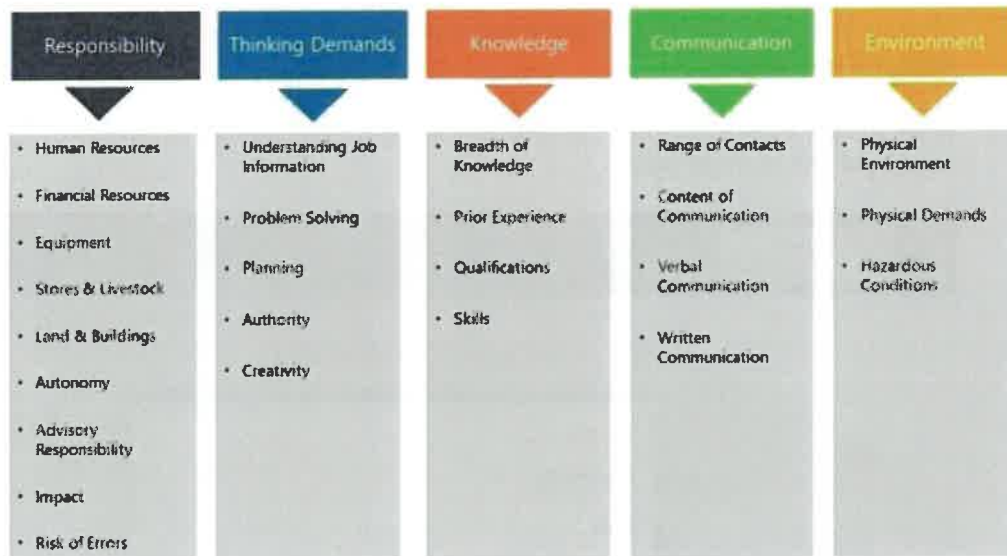 Responsibility
Thinking Demands
Knowledge
Communication
Environment
• Human Resources
• Financial Resources
• Equipment
• Stores & Livestock
• Land & Buildings
• Autonomy
• Advisory
Responsibility
• Impact
• Risk of Errors
• Understanding Job
Information
• Problem Solving
• Planning
• Authority
• Creativity
• Breadth of
Knowledge
• Prior Experience
• Qualifications
• Skills
• Range of Contacts
• Content of
Communication
• Verbal
Communication
• Written
Communication
• Physical
Environment
• Physical Demands
• Hazardous
Conditions